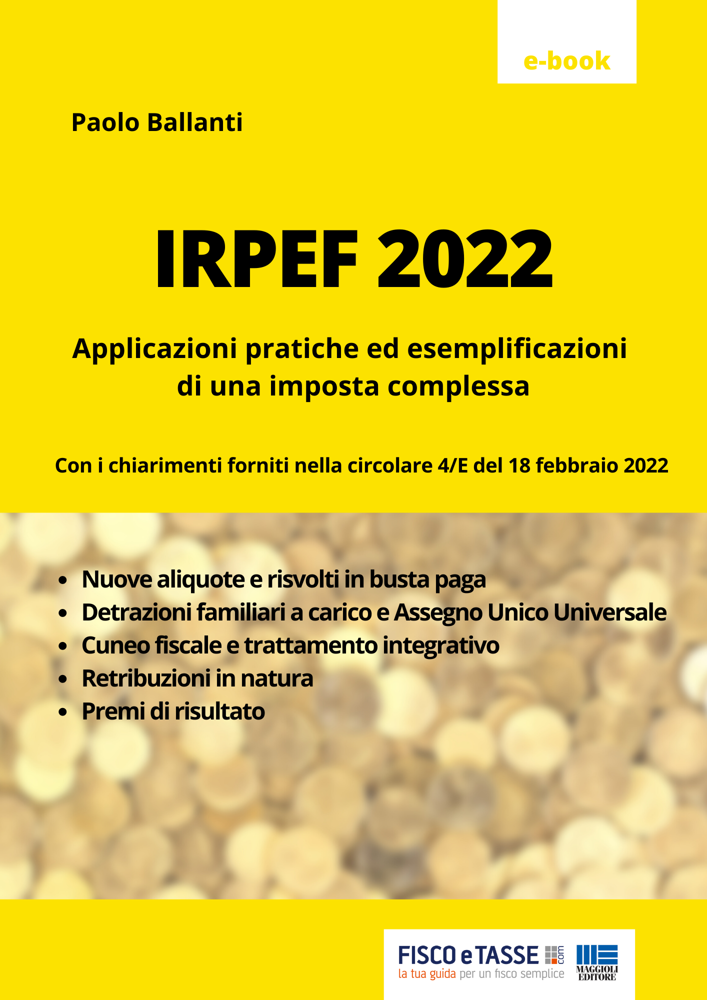 e-book
Paolo Ballanti
IRPEF 2022
Applicazioni pratiche ed esemplificazioni
di una imposta complessa
Con i chiarimenti forniti nella circolare 4/E del 18 febbraio 2022
• Nuove aliquote e risvolti in busta paga
• Detrazioni familiari a carico e Assegno Unico Universale
• Cuneo fiscale e trattamento integrativo
• Retribuzioni in natura
• Premi di risultato
FISCO e TASSE .com
la tua guida per un fisco semplice
MAGGIOLI
EDITORE